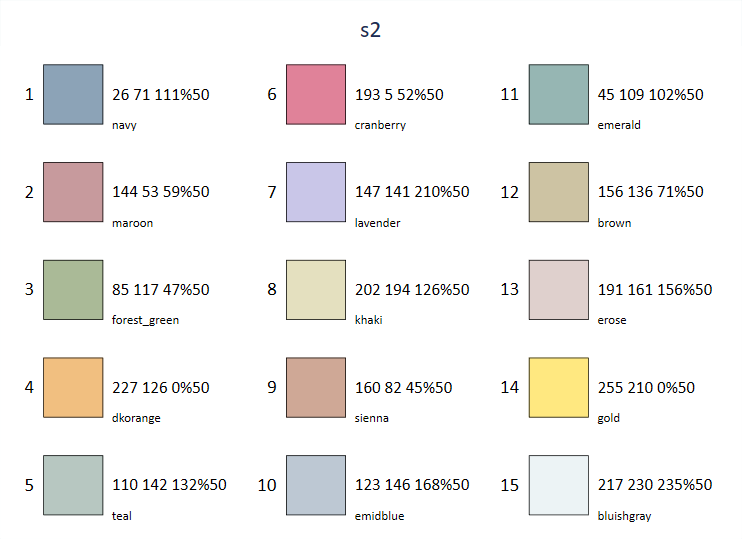 s2
1 26 71 111%50
navy
2 144 53 59%50
maroon
3 85 117 47%50
forest_green
4 227 126 0%50
dkorange
5 110 142 132%50
teal
6 193 5 52%50
cranberry
7 147 141 210%50
lavender
8 202 194 126%50
khaki
9 160 82 45%50
sienna
10 123 146 168%50
emidblue
11 45 109 102%50
emerald
12 156 136 71%50
brown
13 191 161 156%50
erose
14 255 210 0%50
gold
15 217 230 235%50
bluishgray